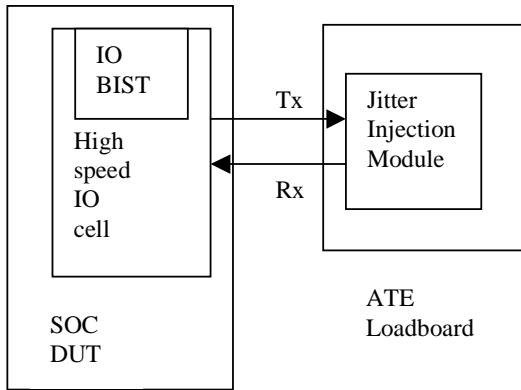 IO
BIST
High
speed
IO
cell
SOC
DUT
Tx
Rx
Jitter
Injection
Module
ATE
Loadboard